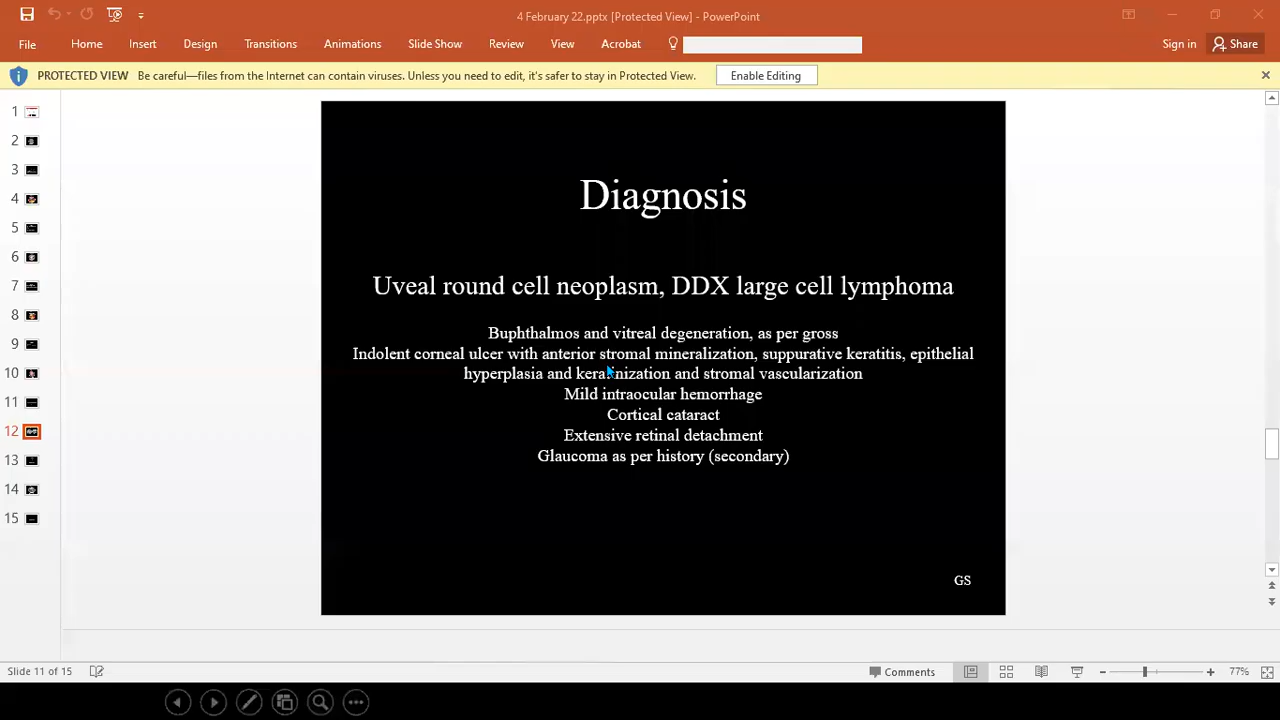 4 February 22.pptx [Protected View] - PowerPoint
File Home Insert Design Transitions Animations Slide Show Review View Acrobat Sign in Share
PROTECTED VIEW Be careful—files from the Internet can contain viruses. Unless you need to edit, it's safer to stay in Protected View. Enable Editing
1
2
3
4
5
6
7
8
9
10
11
12
13
14
15
Diagnosis
Uveal round cell neoplasm, DDX large cell lymphoma
Buphthalmos and vitreal degeneration, as per gross
Indolent corneal ulcer with anterior stromal mineralization, suppurative keratitis, epithelial
hyperplasia and keratinization and stromal vascularization
Mild intraocular hemorrhage
Cortical cataract
Extensive retinal detachment
Glaucoma as per history (secondary)
GS
Slide 11 of 15 Comments 77%